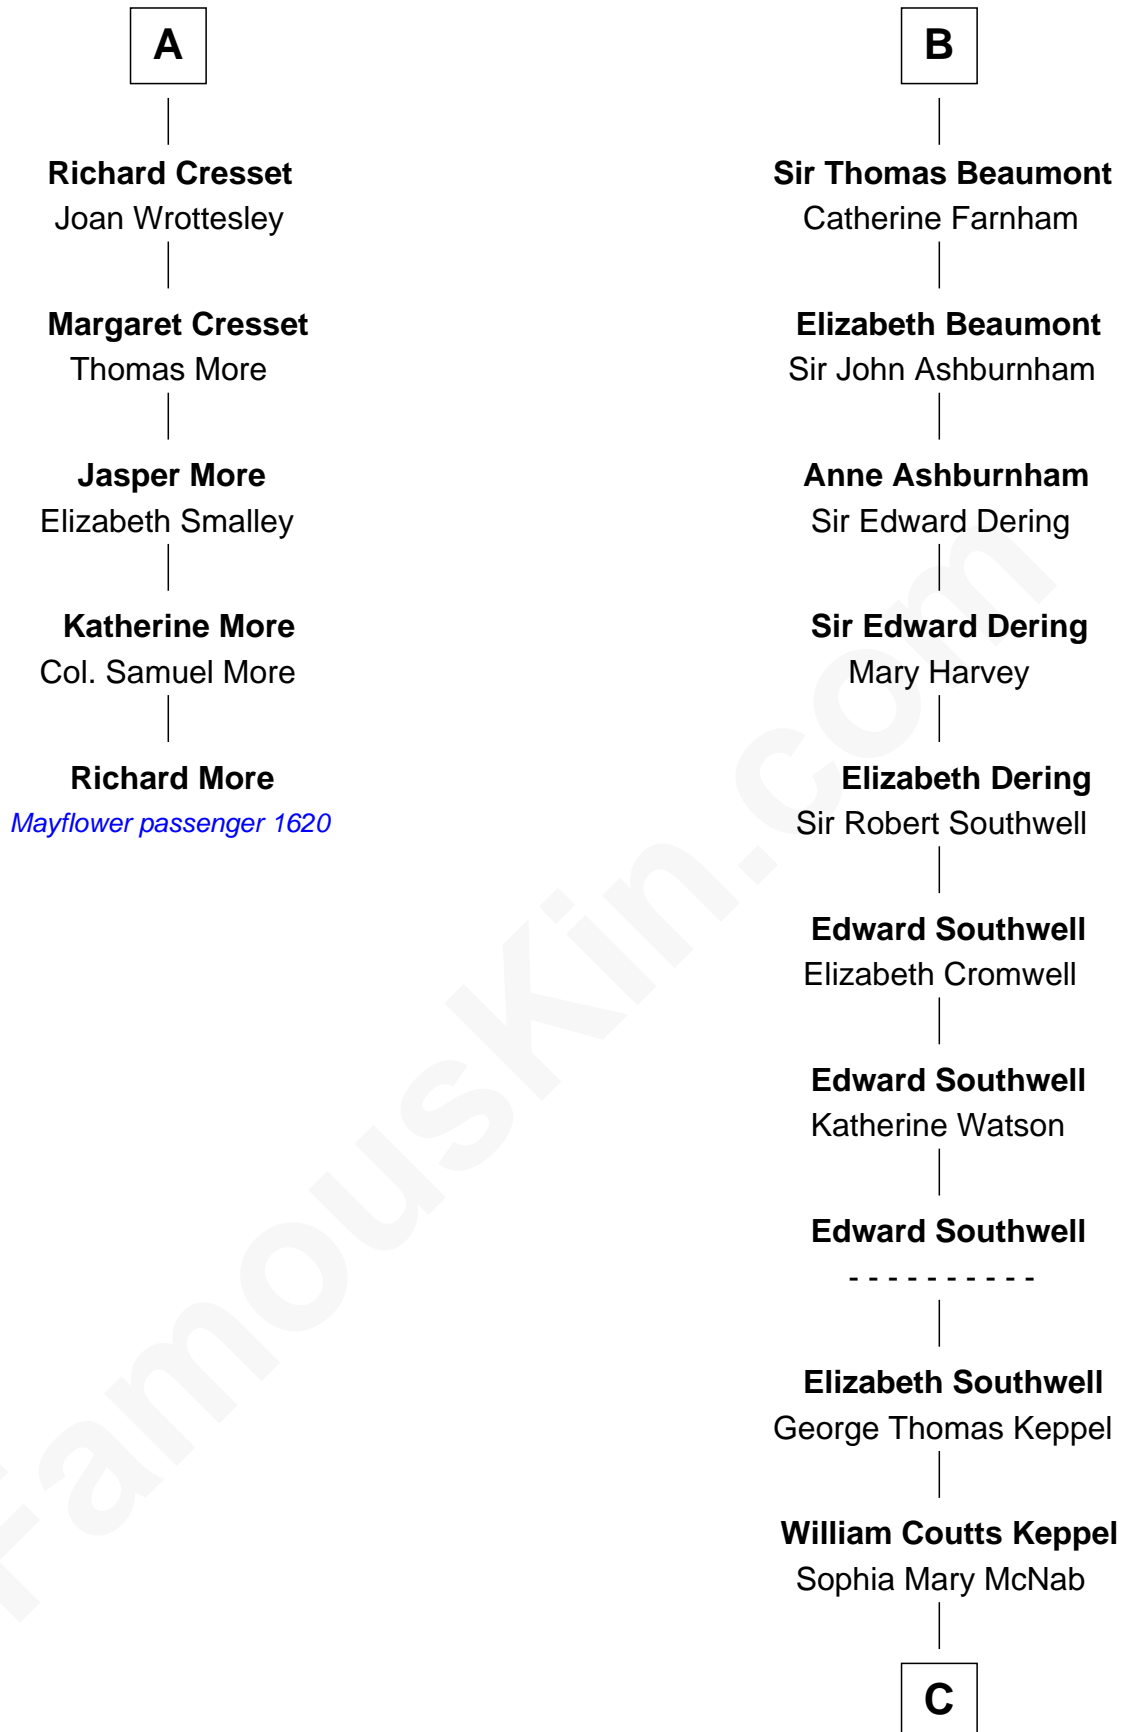 A
Richard Cresset
Joan Wrottesley
Margaret Cresset
Thomas More
Jasper More
Elizabeth Smalley
Katherine More
Col. Samuel More
Richard More
Mayflower passenger 1620
B
Sir Thomas Beaumont
Catherine Farnham
Elizabeth Beaumont
Sir John Ashburnham
Anne Ashburnham
Sir Edward Dering
Sir Edward Dering
Mary Harvey
Elizabeth Dering
Sir Robert Southwell
Edward Southwell
Elizabeth Cromwell
Edward Southwell
Katherine Watson
Edward Southwell
- - - - - - - - - -
Elizabeth Southwell
George Thomas Keppel
William Coutts Keppel
Sophia Mary McNab
C
FamousKin.com